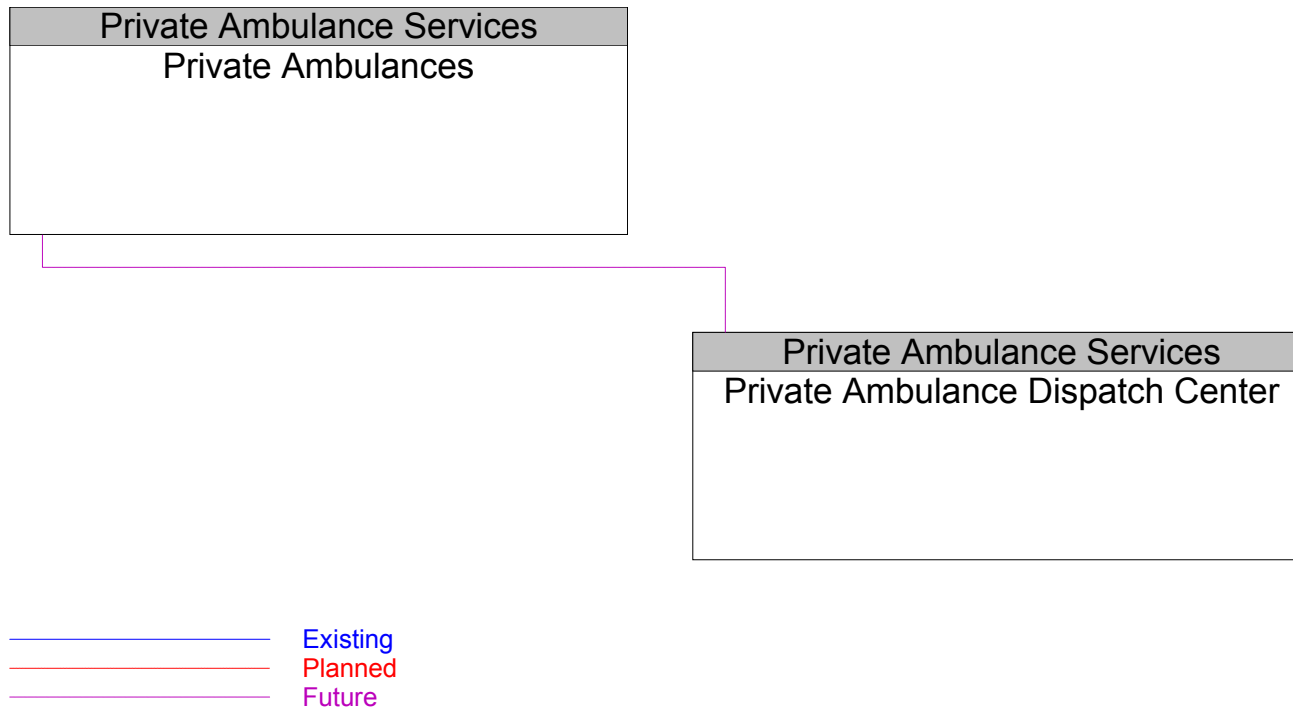 Private Ambulance Services
Private Ambulances
Private Ambulance Services
Private Ambulance Dispatch Center
Existing
Planned
Future